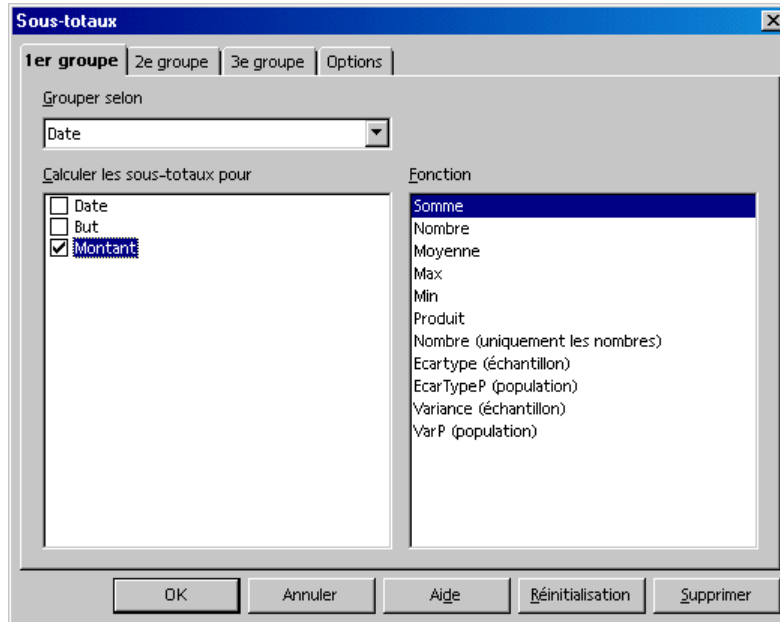 Sous-totaux
1er groupe
2e groupe
3e groupe
Options
Grouper selon
Date
Calculer les sous-totaux pour
Date
But
Montant
Fonction
Somme
Nombre
Moyenne
Max
Min
Produit
Nombre (uniquement les nombres)
Ecartype (échantillon)
EcarTypeP (population)
Variance (échantillon)
VarP (population)
OK
Annuler
Aide
Réinitialisation
Supprimer